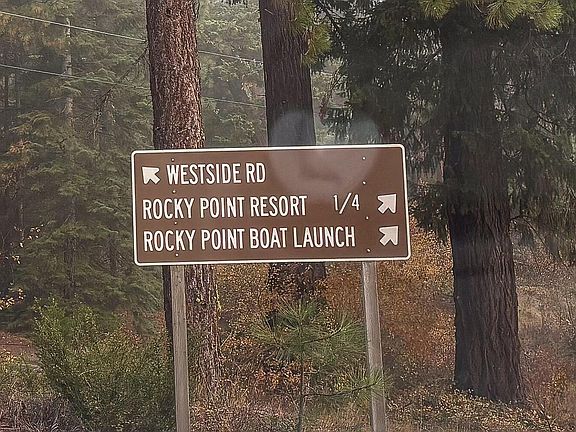 WESTSIDE RD
ROCKY POINT RESORT 1/4
ROCKY POINT BOAT LAUNCH